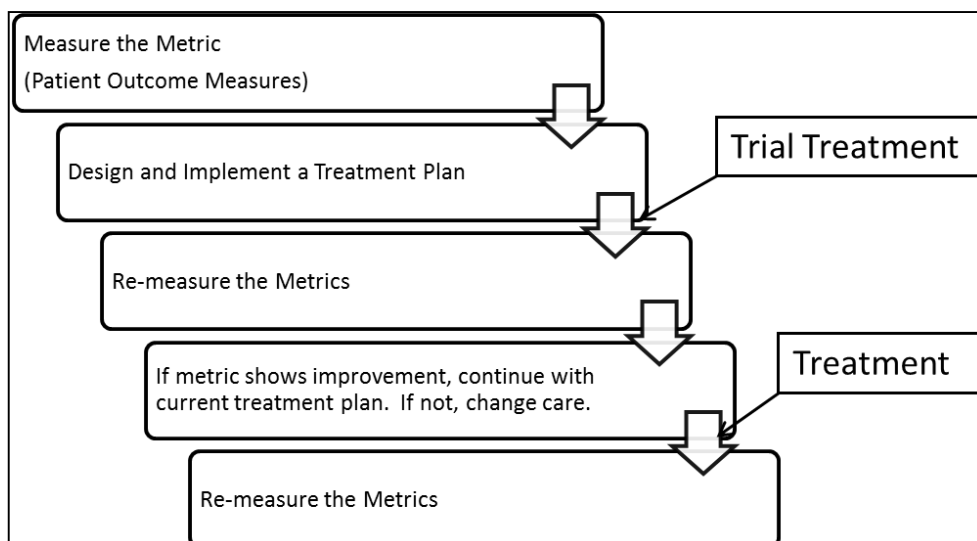 Measure the Metric
(Patient Outcome Measures)
Trial Treatment
Design and Implement a Treatment Plan
Re-measure the Metrics
Treatment
If metric shows improvement, continue with
current treatment plan.  If not, change care.
Re-measure the Metrics